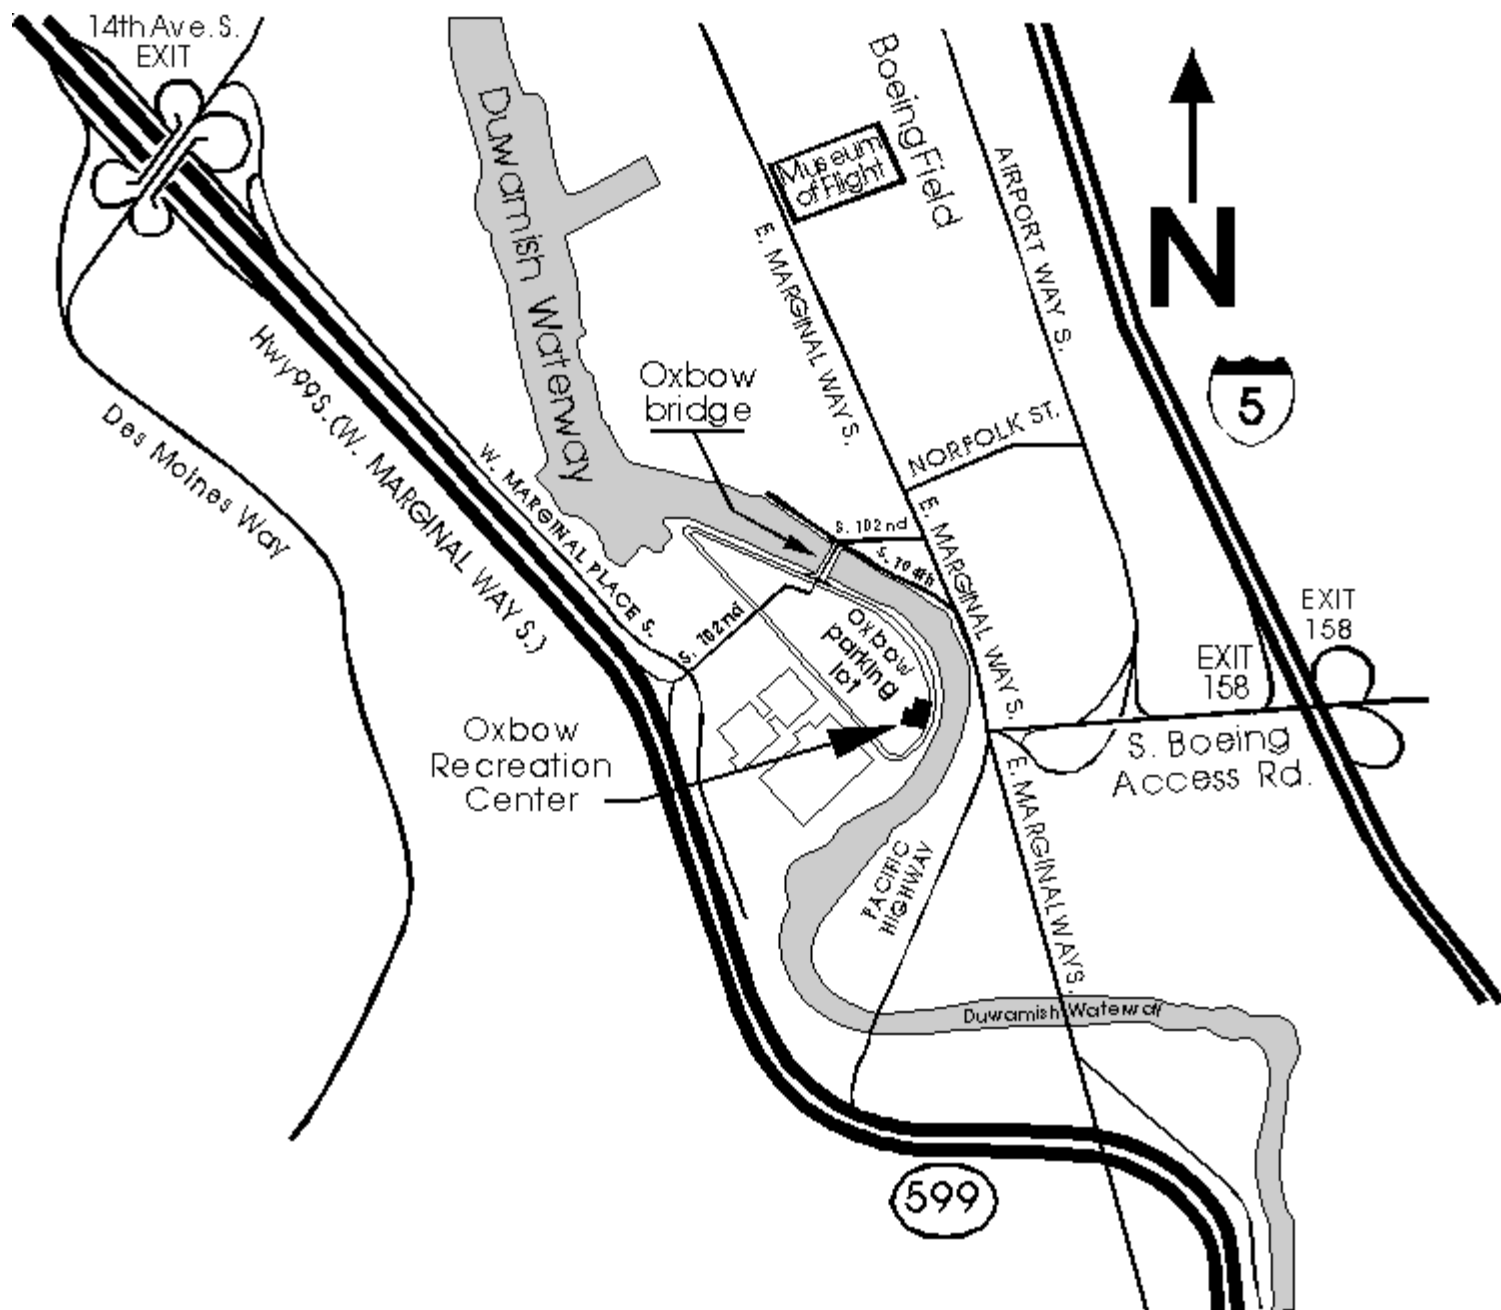 14th Ave. S.
EXIT
Boeing Field
Duwamish Waterway
Museum
of Flight
AIRPORT WAY S.
N
E. MARGINAL WAY S.
5
Hwy 99 S. (W. MARGINAL WAY S.)
Des Moines Way
Oxbow
bridge
NORFOLK ST.
W. MARGINAL PLACE S.
E. MARGINAL WAY S.
S. 102nd
S. 104th
S. 102nd
Oxbow
parking
lot
EXIT
158
EXIT
158
Oxbow
Recreation
Center
S. Boeing
Access Rd.
E. MARGINAL WAY S.
PACIFIC
HIGHWAY
Duwamish Waterway
599